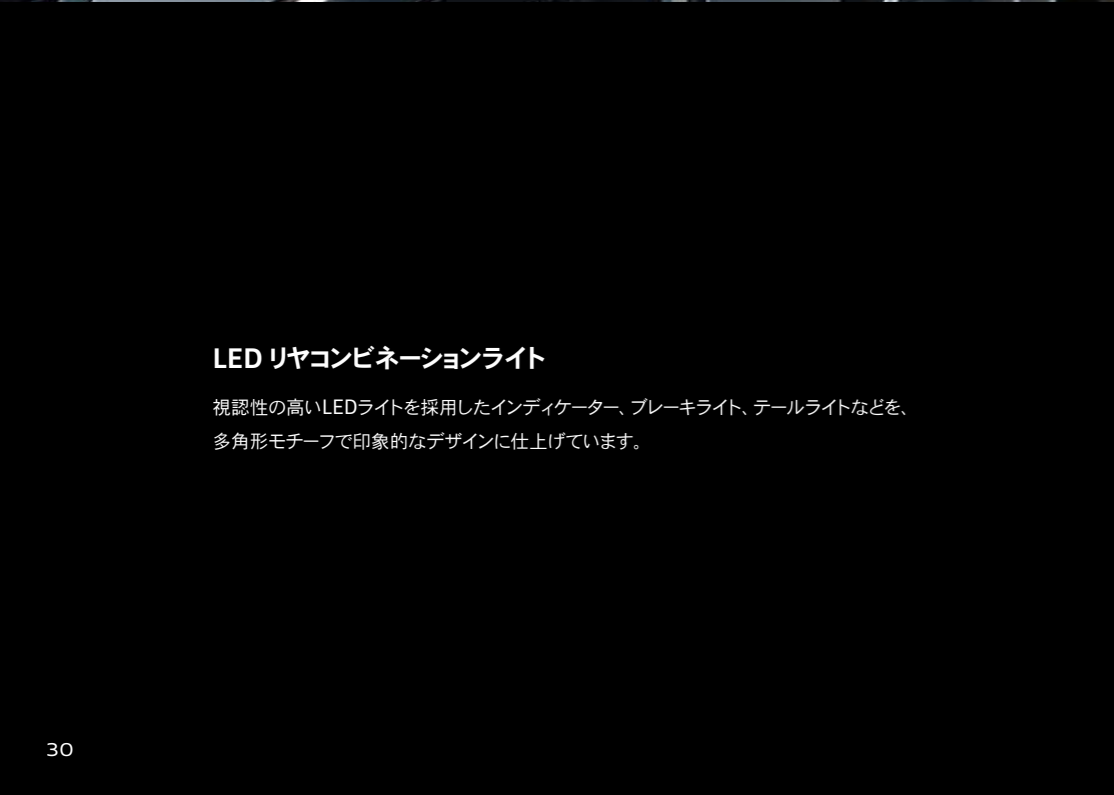 LED リヤコンビネーションライト
視認性の高いLEDライトを採用したインディケーター、ブレーキライト、テールライトなどを、
多角形モチーフで印象的なデザインに仕上げています。
30